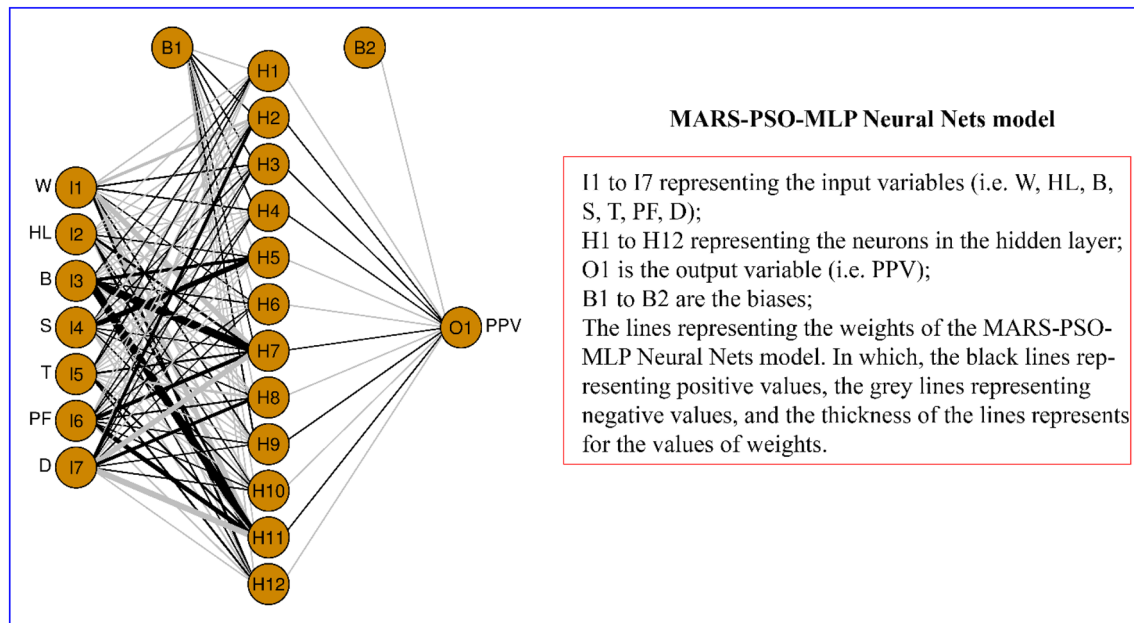 B1
B2
H1
H2
H3
H4
H5
H6
H7
H8
H9
H10
H11
H12
W I1
HL I2
B I3
S I4
T I5
PF I6
D I7
O1 PPV
MARS-PSO-MLP Neural Nets model
I1 to I7 representing the input variables (i.e. W, HL, B,
S, T, PF, D);
H1 to H12 representing the neurons in the hidden layer;
O1 is the output variable (i.e. PPV);
B1 to B2 are the biases;
The lines representing the weights of the MARS-PSO-
MLP Neural Nets model. In which, the black lines rep-
resenting positive values, the grey lines representing
negative values, and the thickness of the lines represents
for the values of weights.